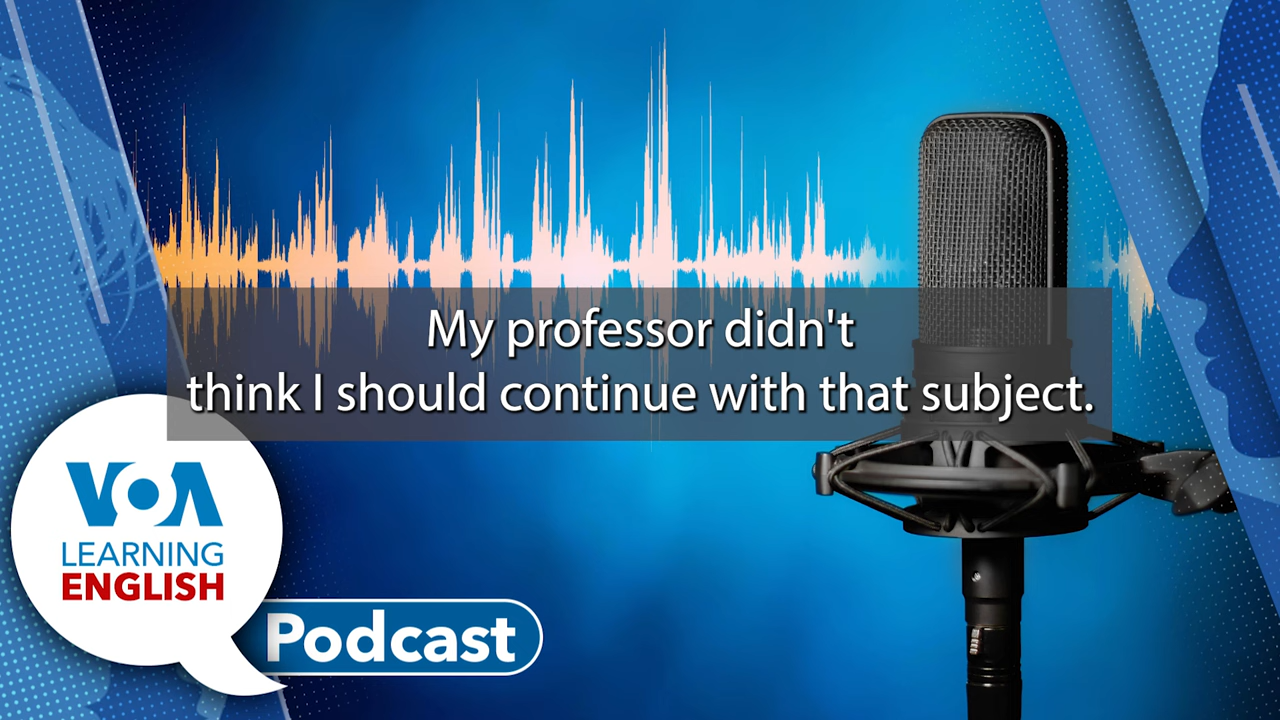 My professor didn't
think I should continue with that subject.
VOA
LEARNING
ENGLISH
Podcast